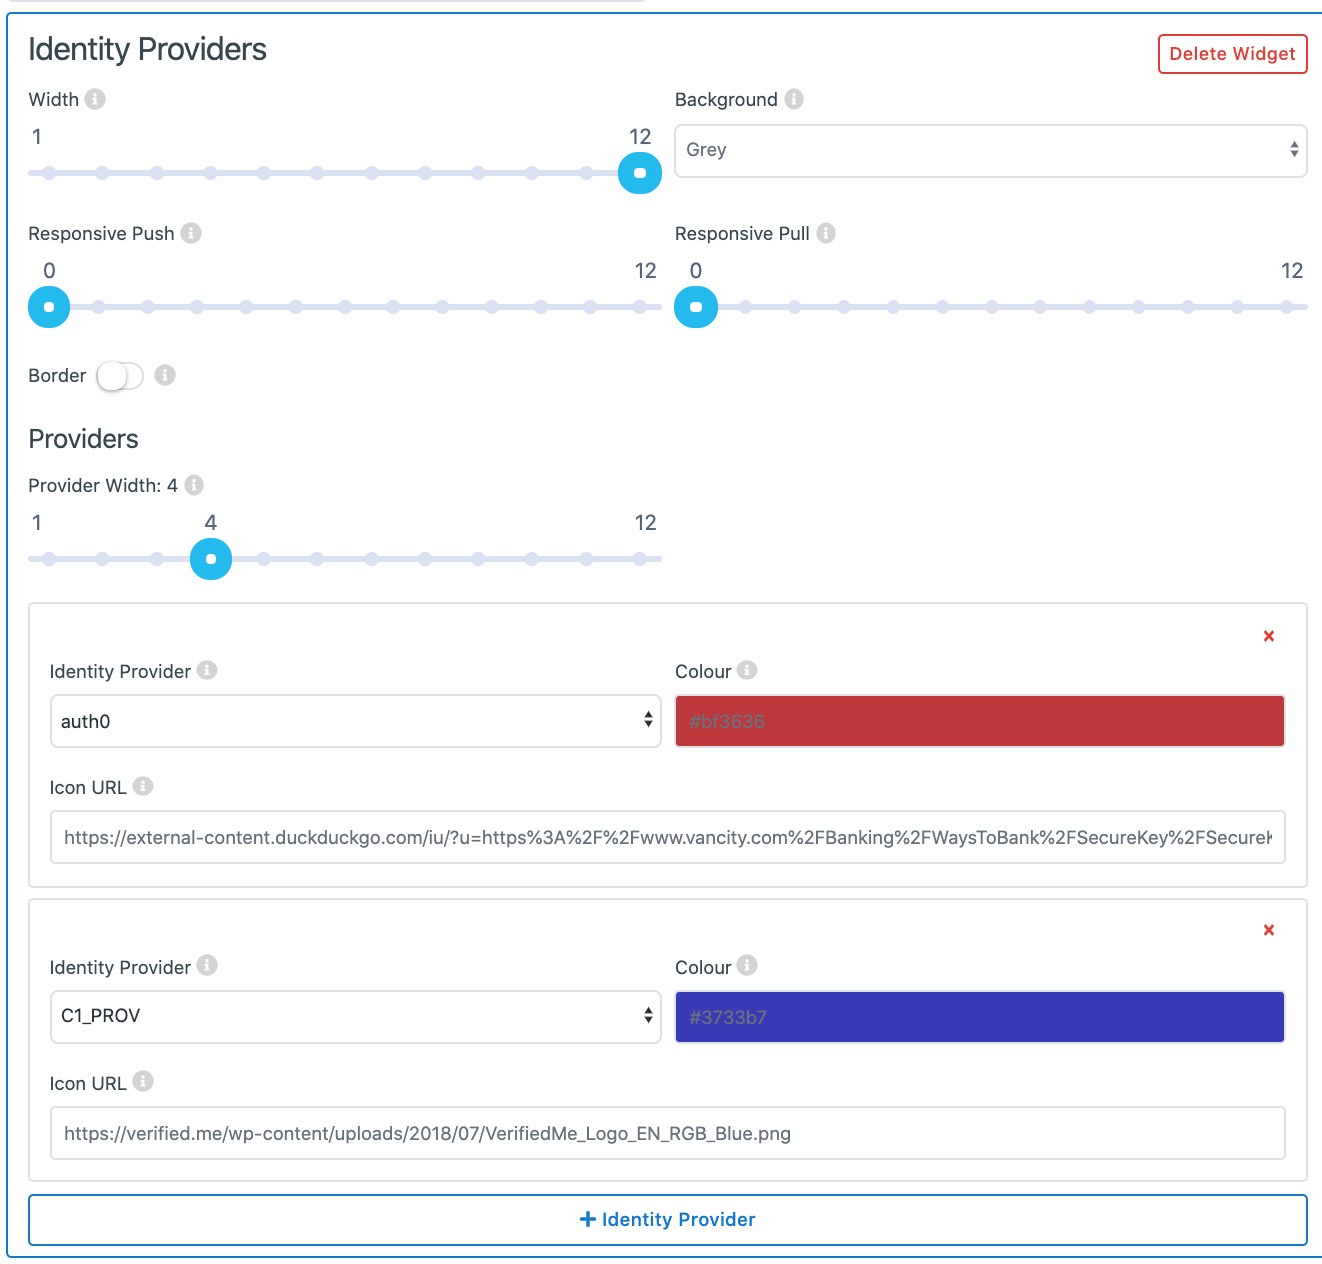 Identity Providers
Delete Widget
Width
Background
1 12
Grey
Responsive Push
Responsive Pull
0 12
0 12
Border
Providers
Provider Width: 4
1 4 12
Identity Provider
Colour
auth0
#bf3636
Icon URL
https://external-content.duckduckgo.com/iu/?u=https%3A%2F%2Fwww.vancity.com%2FBanking%2FWaysToBank%2FSecureKey%2FSecureK
Identity Provider
Colour
C1_PROV
#3733b7
Icon URL
https://verified.me/wp-content/uploads/2018/07/VerifiedMe_Logo_EN_RGB_Blue.png
+ Identity Provider